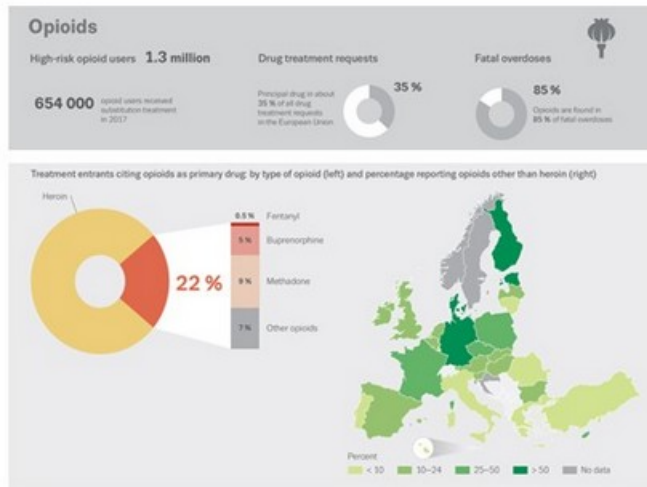 Opioids
High-risk opioid users 1.3 million
654 000 opioid users received
substitution treatment
in 2017
Drug treatment requests
Principal drug in about
35 % of all drug
treatment requests
in the European Union
35 %
Fatal overdoses
85 %
Opioids are found in
85 % of fatal overdoses
Treatment entrants citing opioids as primary drug: by type of opioid (left) and percentage reporting opioids other than heroin (right)
Heroin
22 %
0.5 % Fentanyl
5 % Buprenorphine
9 % Methadone
7 % Other opioids
Percent
< 10 10–24 25–50 > 50 No data